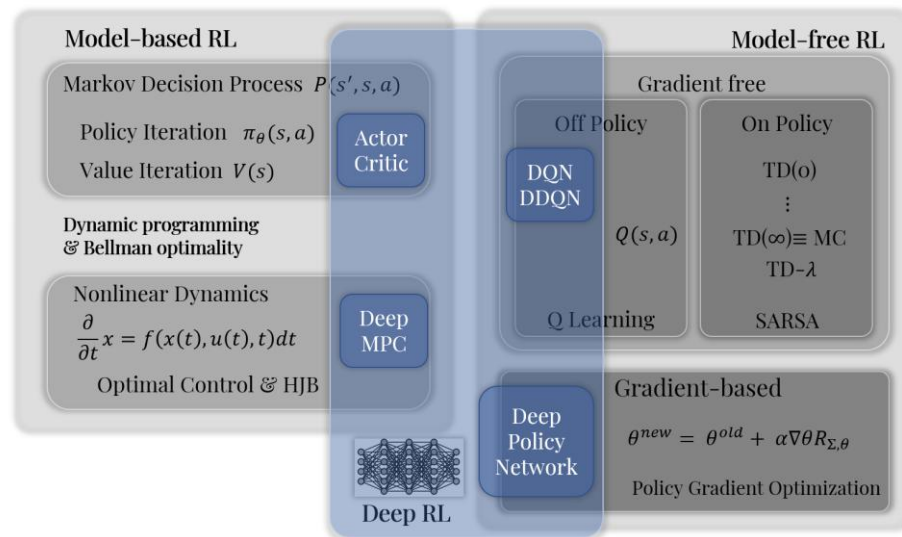 Model-based RL
Markov Decision Process P(s′, s, a)
Policy Iteration π_θ(s, a)
Value Iteration V(s)
Actor
Critic
Dynamic programming
& Bellman optimality
Nonlinear Dynamics
∂/∂t x = f(x(t), u(t), t)dt
Optimal Control & HJB
Deep
MPC
Deep RL
Model-free RL
Gradient free
Off Policy
DQN
DDQN
Q(s, a)
Q Learning
On Policy
TD(0)
⋮
TD(∞)≡ MC
TD-λ
SARSA
Deep
Policy
Network
Gradient-based
θ^new = θ^old + α∇θR_Σ,θ
Policy Gradient Optimization